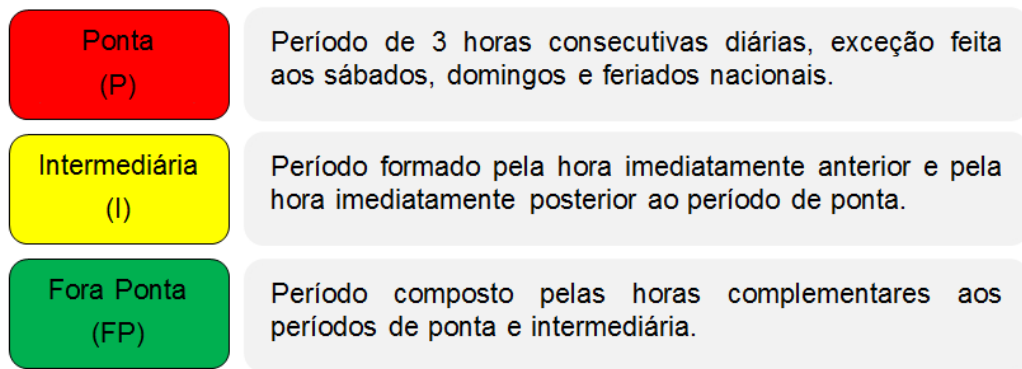 Ponta
(P)
Período de 3 horas consecutivas diárias, exceção feita
aos sábados, domingos e feriados nacionais.
Intermediária
(I)
Período formado pela hora imediatamente anterior e pela
hora imediatamente posterior ao período de ponta.
Fora Ponta
(FP)
Período composto pelas horas complementares aos
períodos de ponta e intermediária.